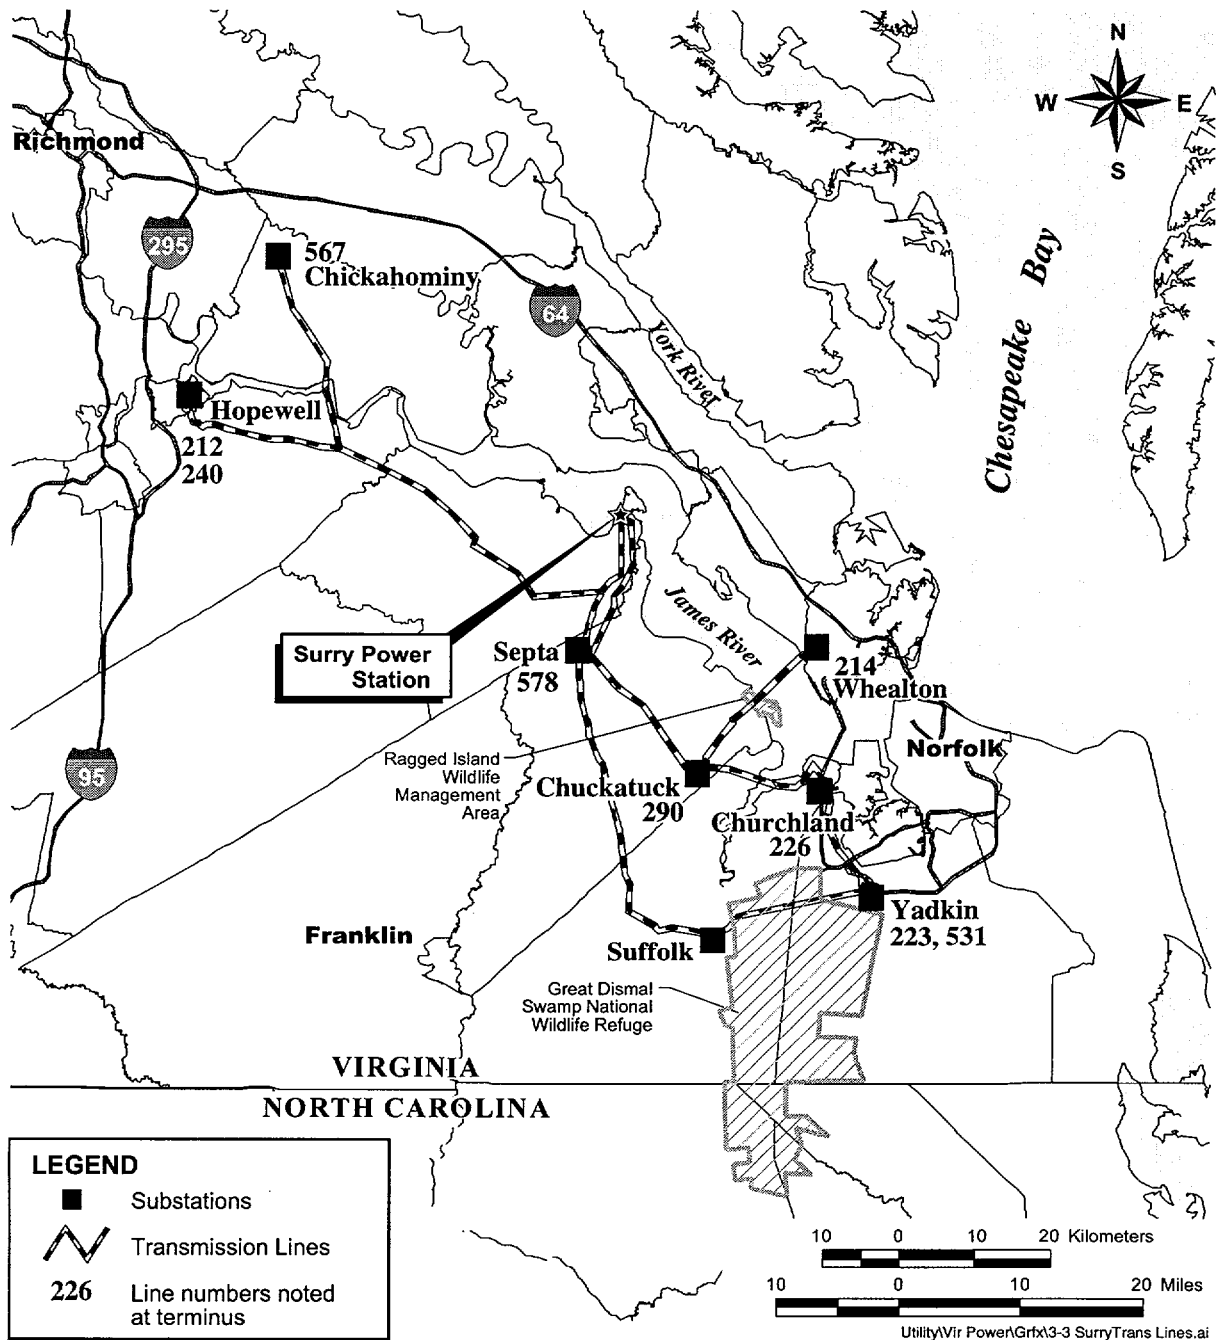 N
W
E
S
Richmond
295
567
Chickahominy
64
York River
Chesapeake Bay
Hopewell
212
240
James River
Surry Power
Station
Septa
578
214
Whealton
95
Ragged Island
Wildlife
Management
Area
Norfolk
Chuckatuck
290
Churchland
226
Yadkin
223, 531
Franklin
Suffolk
Great Dismal
Swamp National
Wildlife Refuge
VIRGINIA
NORTH CAROLINA
LEGEND
Substations
Transmission Lines
226
Line numbers noted
at terminus
10 0 10 20 Kilometers
10 0 10 20 Miles
Utility\Vir Power\Grfx\3-3 SurryTrans Lines.ai